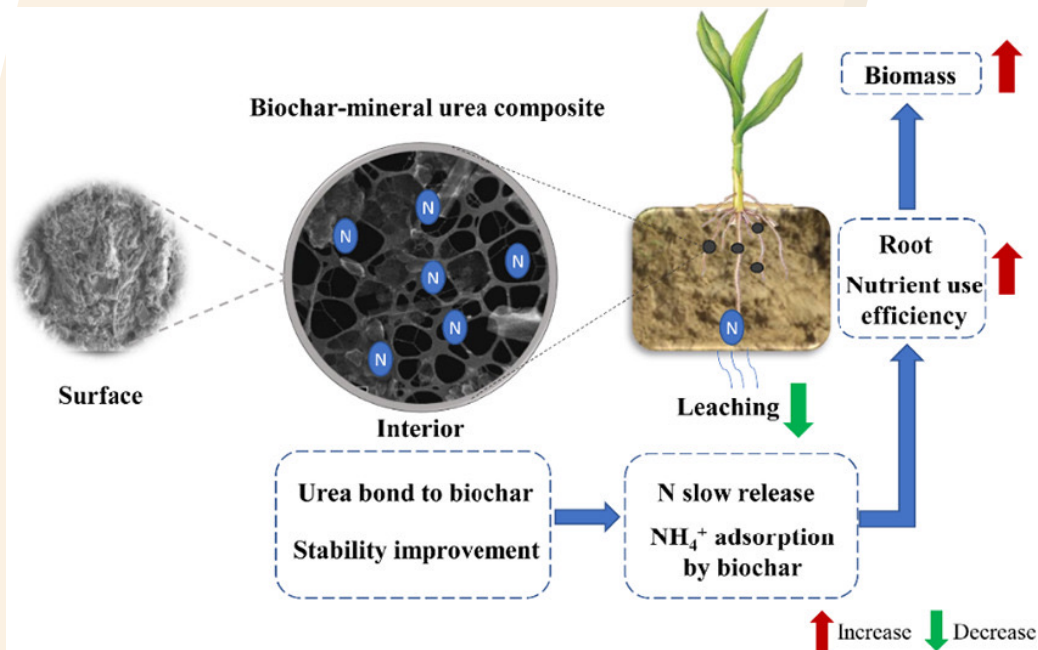 Biochar-mineral urea composite
N
N
N
N
N
N
Surface
Interior
N
Leaching
Biomass
Root
Nutrient use
efficiency
Urea bond to biochar
Stability improvement
N slow release
NH₄⁺ adsorption
by biochar
Increase
Decrease